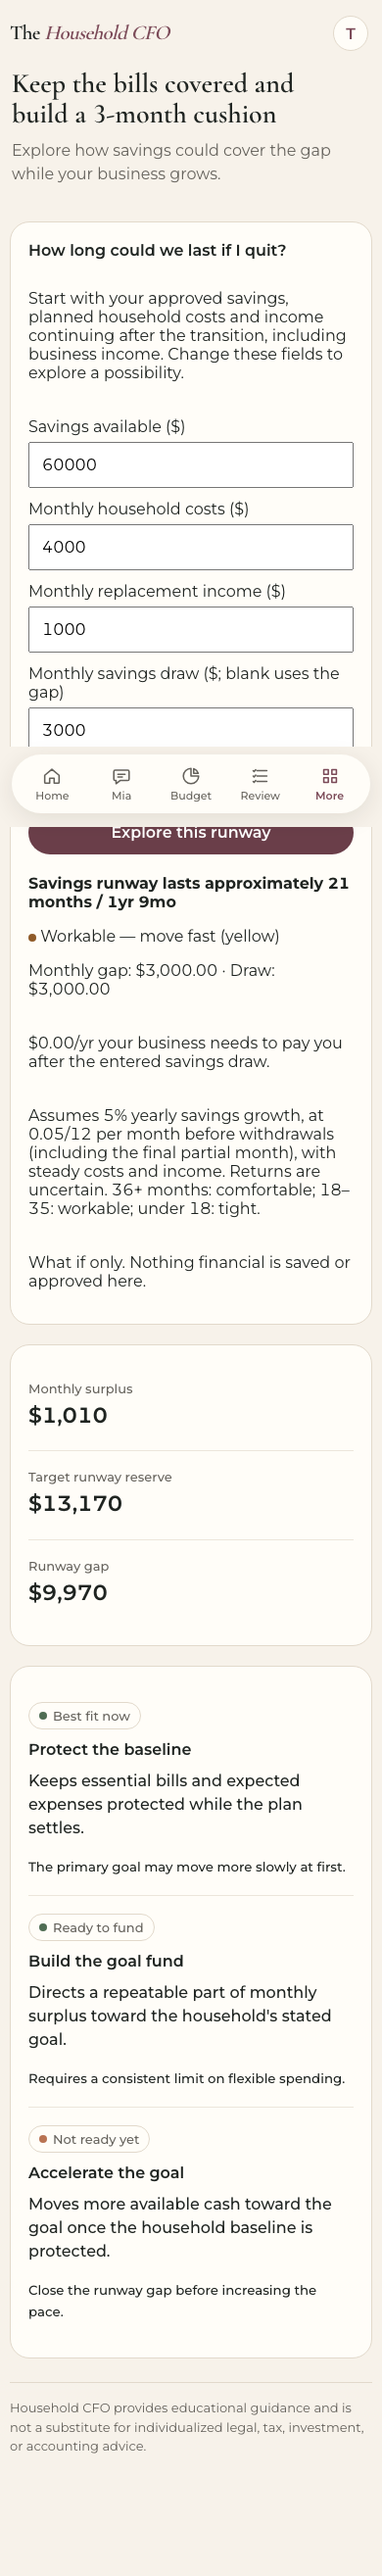 The Household CFO
T
Keep the bills covered and
build a 3-month cushion
Explore how savings could cover the gap
while your business grows.
How long could we last if I quit?
Start with your approved savings,
planned household costs and income
continuing after the transition, including
business income. Change these fields to
explore a possibility.
Savings available ($)
60000
Monthly household costs ($)
4000
Monthly replacement income ($)
1000
Monthly savings draw ($; blank uses the
gap)
3000
Home
Mia
Budget
Review
More
Explore this runway
Savings runway lasts approximately 21
months / 1yr 9mo
Workable — move fast (yellow)
Monthly gap: $3,000.00 · Draw:
$3,000.00
$0.00/yr your business needs to pay you
after the entered savings draw.
Assumes 5% yearly savings growth, at
0.05/12 per month before withdrawals
(including the final partial month), with
steady costs and income. Returns are
uncertain. 36+ months: comfortable; 18–
35: workable; under 18: tight.
What if only. Nothing financial is saved or
approved here.
Monthly surplus
$1,010
Target runway reserve
$13,170
Runway gap
$9,970
Best fit now
Protect the baseline
Keeps essential bills and expected
expenses protected while the plan
settles.
The primary goal may move more slowly at first.
Ready to fund
Build the goal fund
Directs a repeatable part of monthly
surplus toward the household's stated
goal.
Requires a consistent limit on flexible spending.
Not ready yet
Accelerate the goal
Moves more available cash toward the
goal once the household baseline is
protected.
Close the runway gap before increasing the
pace.
Household CFO provides educational guidance and is
not a substitute for individualized legal, tax, investment,
or accounting advice.